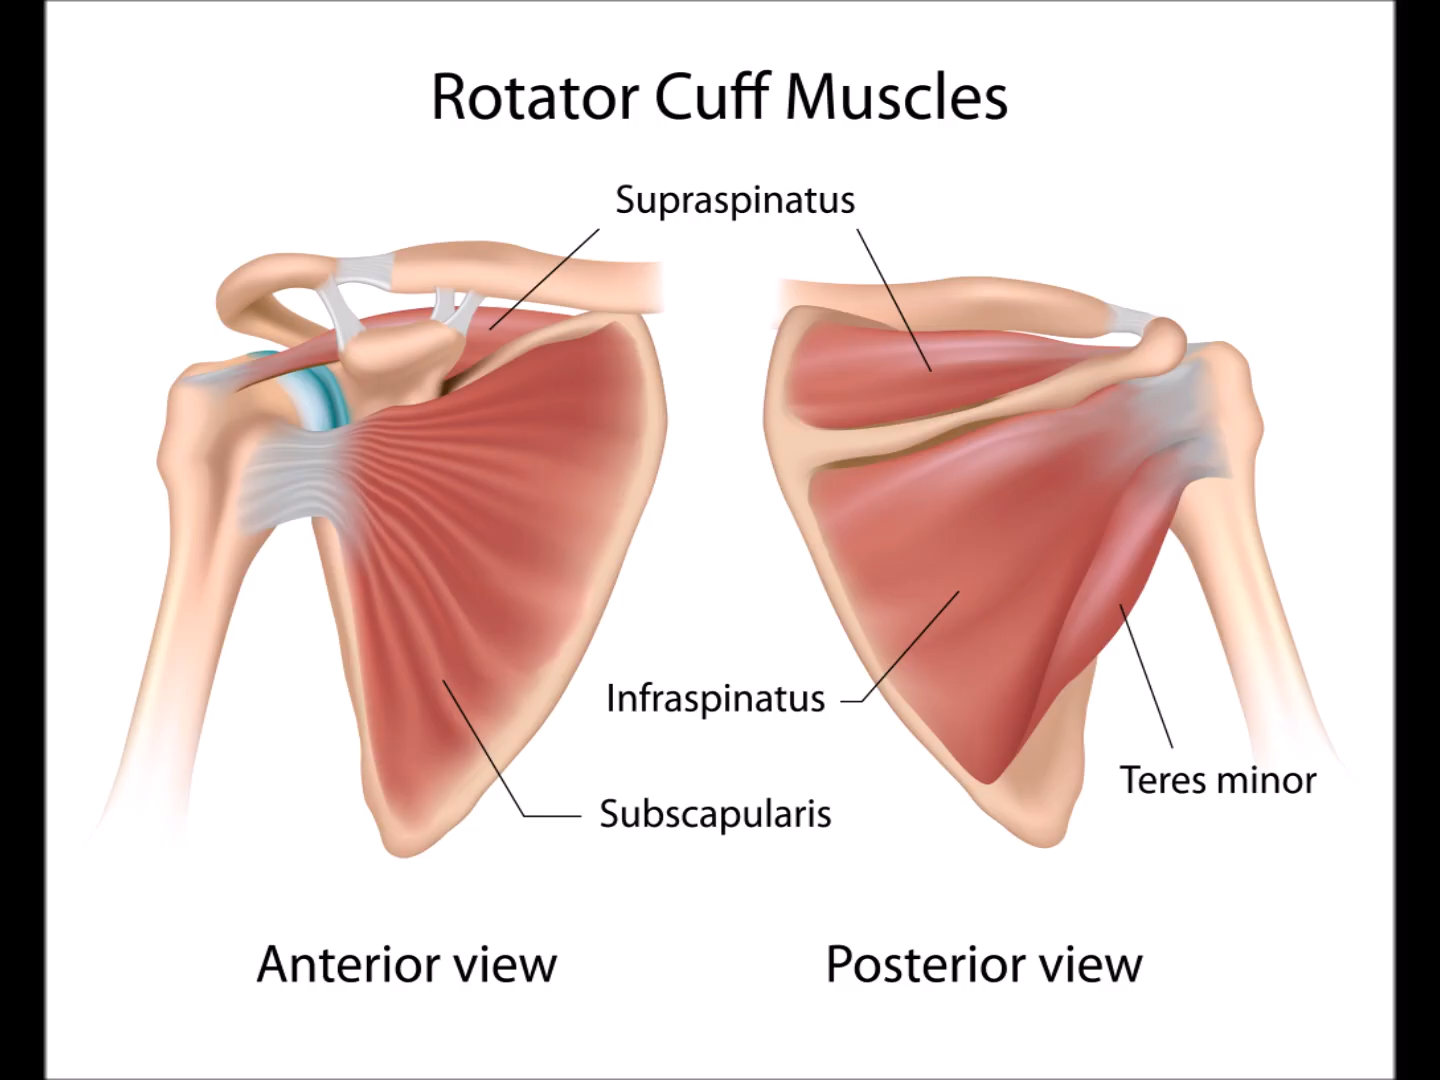 Rotator Cuff Muscles
Supraspinatus
Infraspinatus
Teres minor
Subscapularis
Anterior view
Posterior view